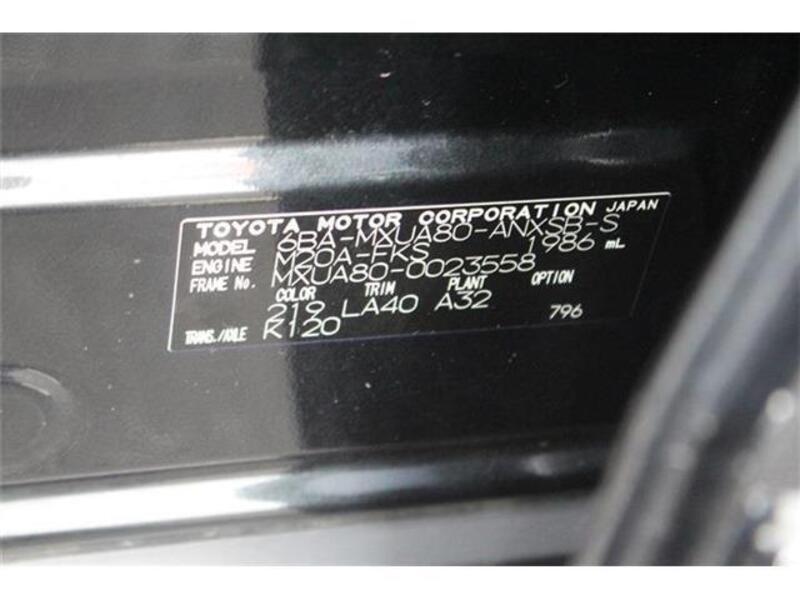 TOYOTA MOTOR CORPORATION JAPAN
MODEL 6BA-MXUA80-ANXSB-S
ENGINE M20A-FKS 1986 mL
FRAME No. MXUA80-0023558
COLOR TRIM PLANT OPTION
219 LA40 A32
TRANS./AXLE K120 796